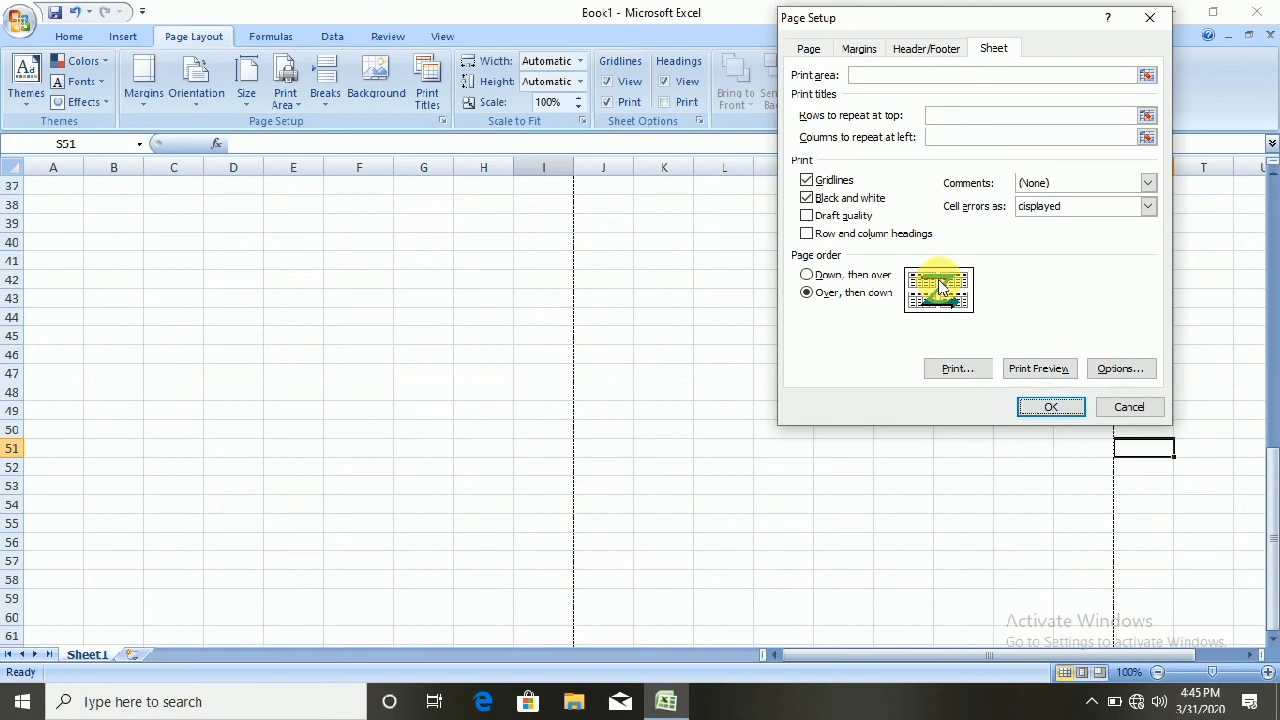 Book1 - Microsoft Excel
Page Setup
?
Home Insert Page Layout Formulas Data Review View
Page Margins Header/Footer Sheet
Themes
Colors
Fonts
Effects
Margins
Orientation
Size
Print Area
Breaks
Background
Print Titles
Width: Automatic
Height: Automatic
Scale: 100%
Gridlines
View
Print
Headings
View
Print
Bring to Front
Themes Page Setup Scale to Fit Sheet Options
Print area:
Print titles
Rows to repeat at top:
Columns to repeat at left:
Print
Gridlines
Black and white
Draft quality
Row and column headings
Comments: (None)
Cell errors as: displayed
Page order
Down, then over
Over, then down
Print... Print Preview Options...
OK Cancel
S51 fx
A B C D E F G H I J K L T
37
38
39
40
41
42
43
44
45
46
47
48
49
50
51
52
53
54
55
56
57
58
59
60
61
Activate Windows
Go to Settings to activate Windows.
Sheet1
Ready 100%
Type here to search
4:45 PM
3/31/2020